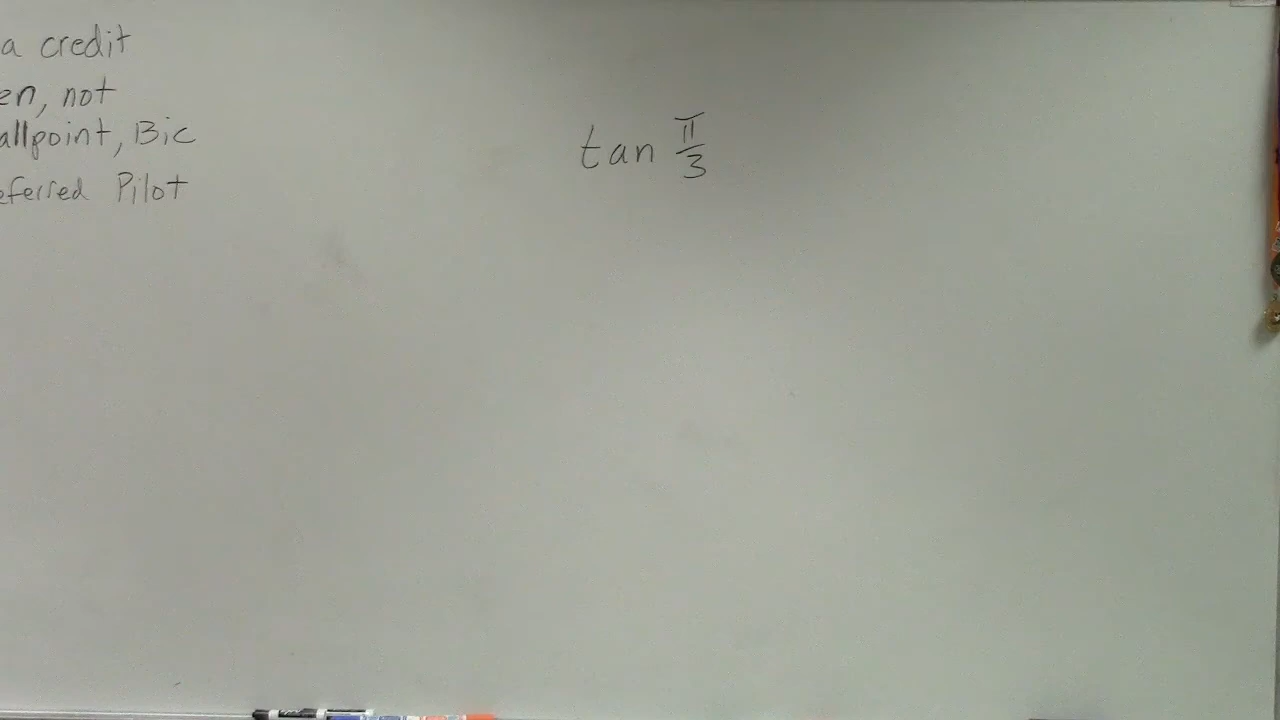 a credit
en, not
allpoint, Bic
eferred Pilot
tan π/3